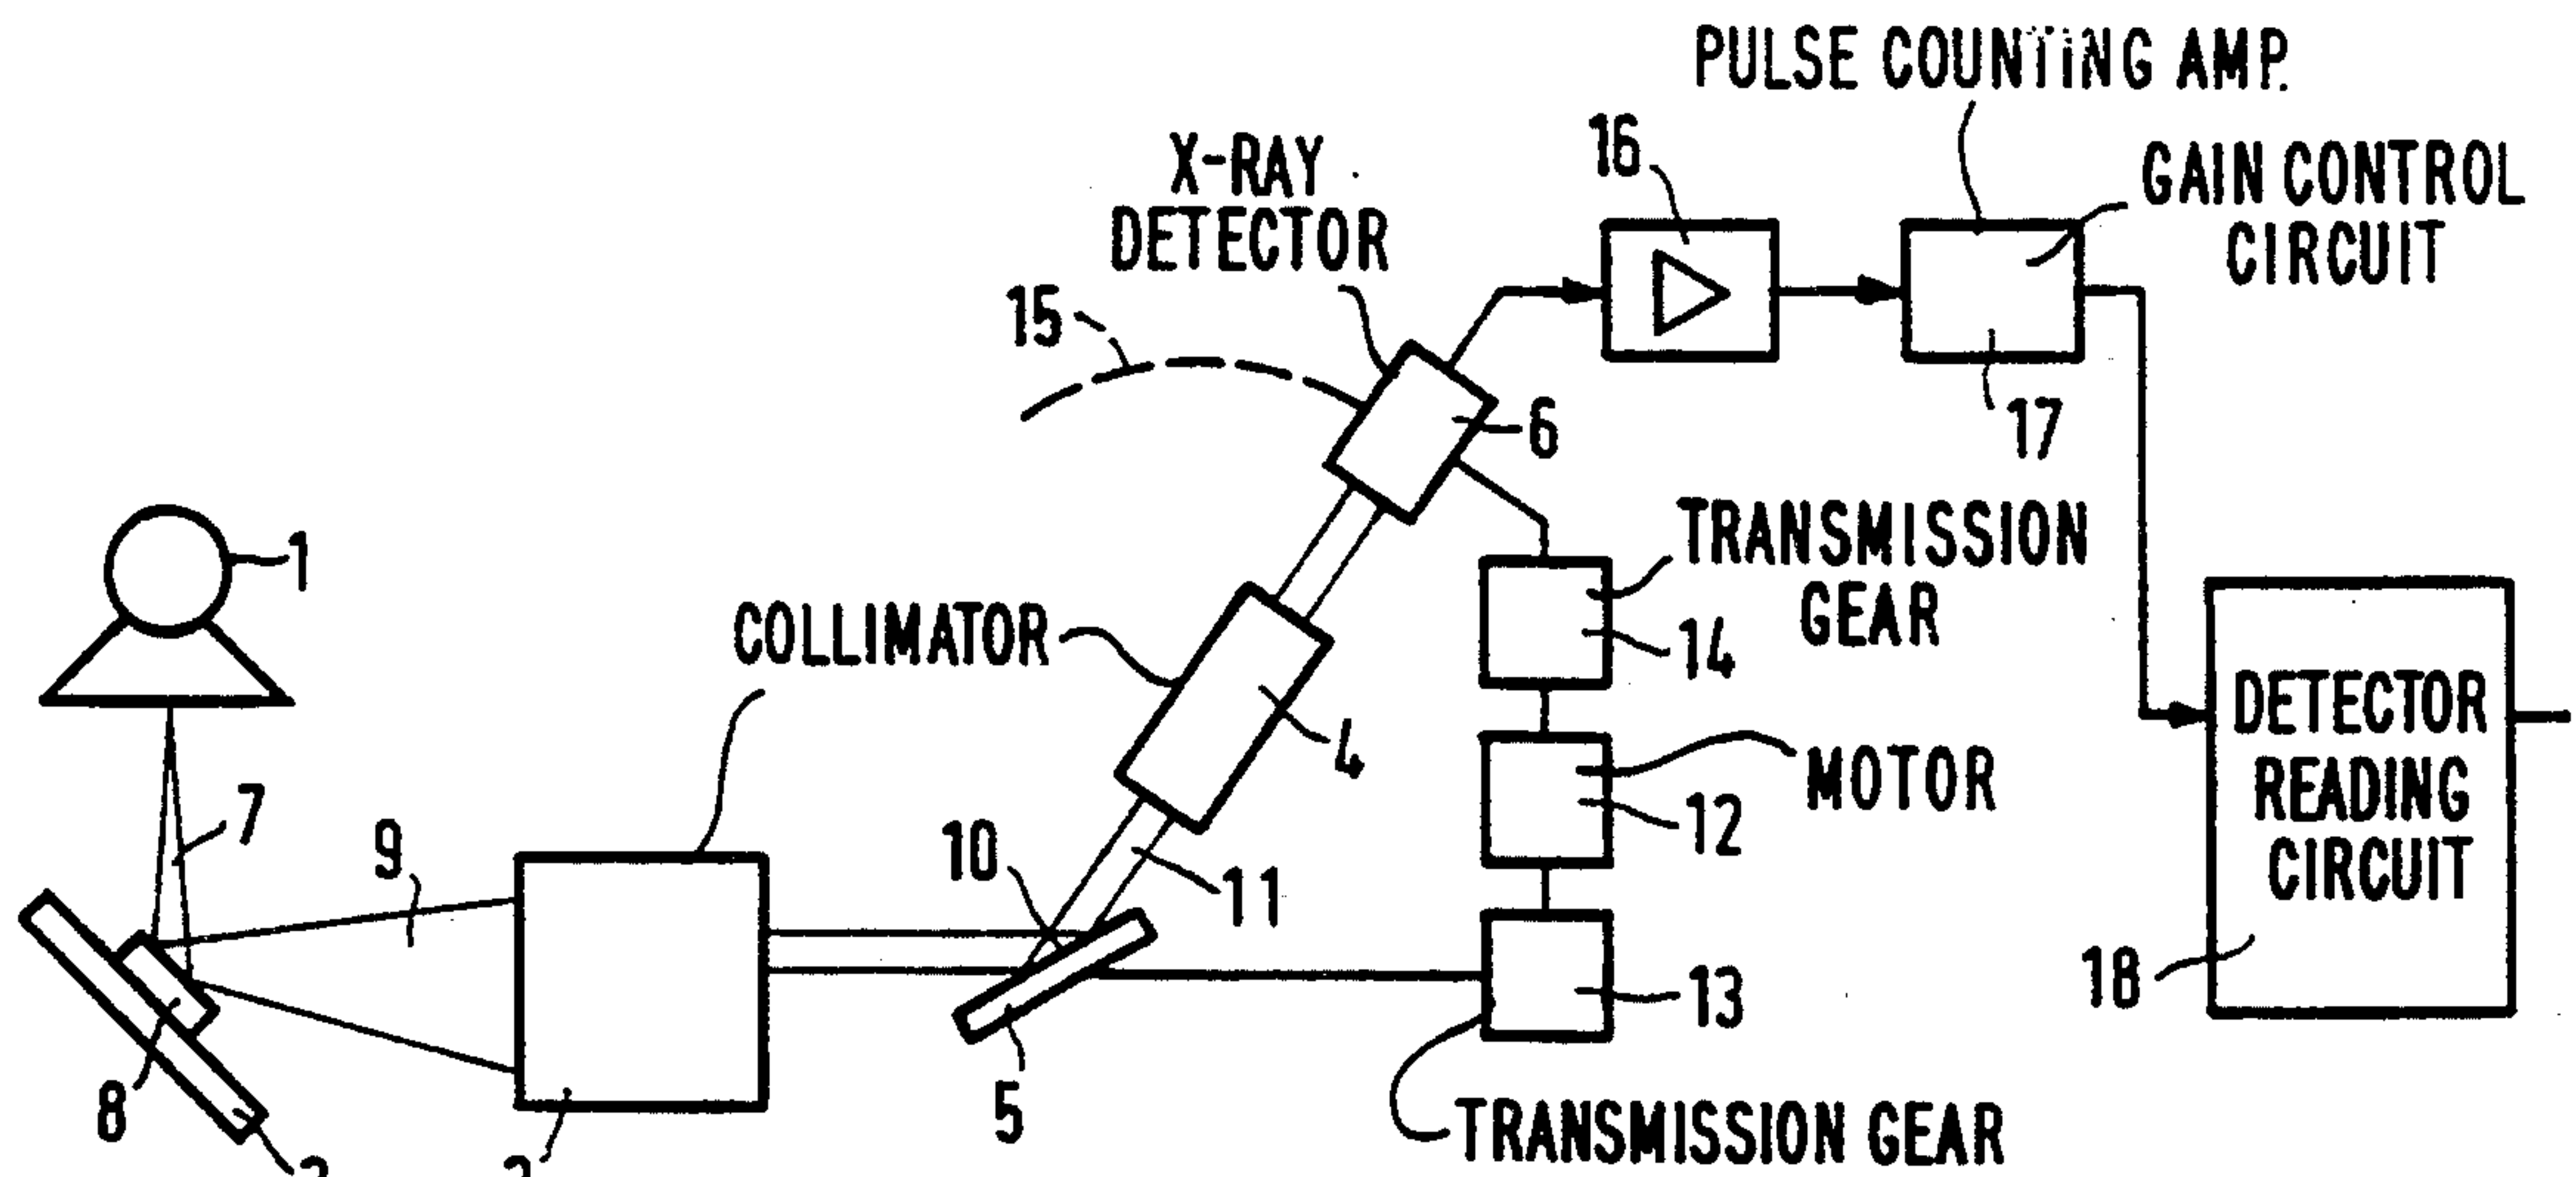 PULSE COUNTING AMP.
16
GAIN CONTROL
CIRCUIT
X-RAY
DETECTOR
15
6
17
1
TRANSMISSION
GEAR
14
COLLIMATOR
4
DETECTOR
READING
CIRCUIT
18
MOTOR
12
7
9
10
11
13
8
5
TRANSMISSION GEAR